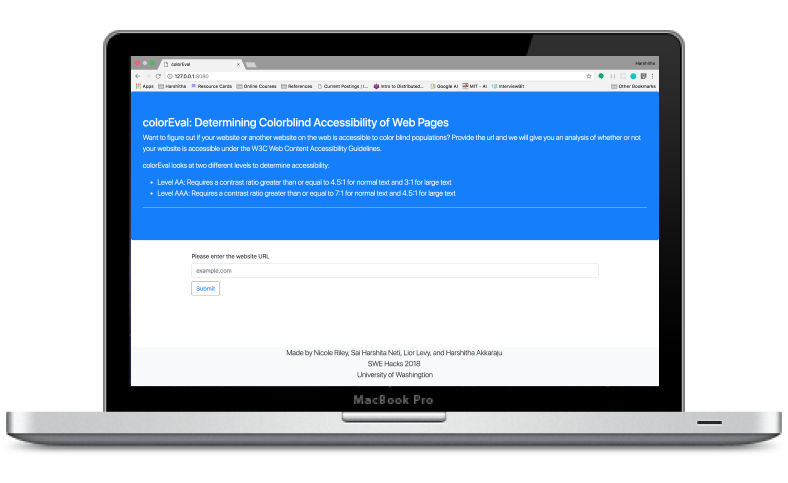 colorEval
Harshitha
127.0.0.1:8080
Apps Harshitha Resource Cards Online Courses References Current Postings | I... Intro to Distributed... Google AI MIT - AI InterviewBit Other Bookmarks
colorEval: Determining Colorblind Accessibility of Web Pages
Want to figure out if your website or another website on the web is accessible to color blind populations? Provide the url and we will give you an analysis of whether or not
your website is accessible under the W3C Web Content Accessibility Guidelines.
colorEval looks at two different levels to determine accessibility:
• Level AA: Requires a contrast ratio greater than or equal to 4.5:1 for normal text and 3:1 for large text
• Level AAA: Requires a contrast ratio greater than or equal to 7:1 for normal text and 4.5:1 for large text
Please enter the website URL
example.com
Submit
Made by Nicole Riley, Sai Harshita Neti, Lior Levy, and Harshitha Akkaraju
SWE Hacks 2018
University of Washingtion
MacBook Pro